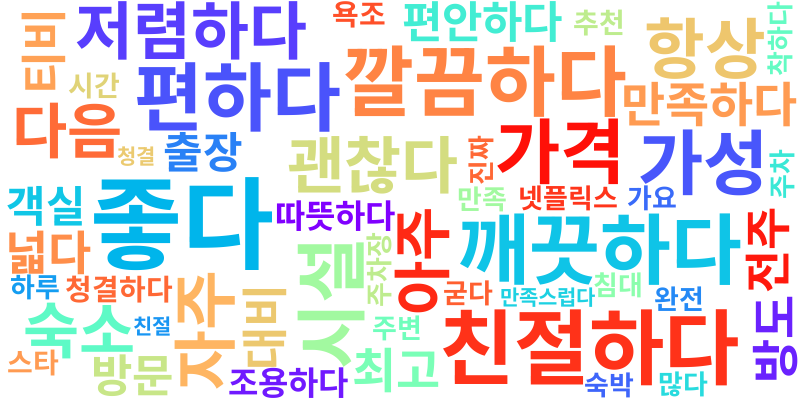 티비
저렴하다
욕조
편안하다
추천
항상
착하다
시간
편하다
깔끔하다
만족하다
다음
청결
출장
괜찮다
진짜
가격
가성
주차
객실
좋다
따뜻하다
만족
넷플릭스
가요
넓다
아주
깨끗하다
전주
하루
청결하다
자주
대비
시설
주차장
굳다
만족스럽다
침대
완전
숙소
친절
주변
친절하다
방도
스타
방문
조용하다
최고
숙박
많다